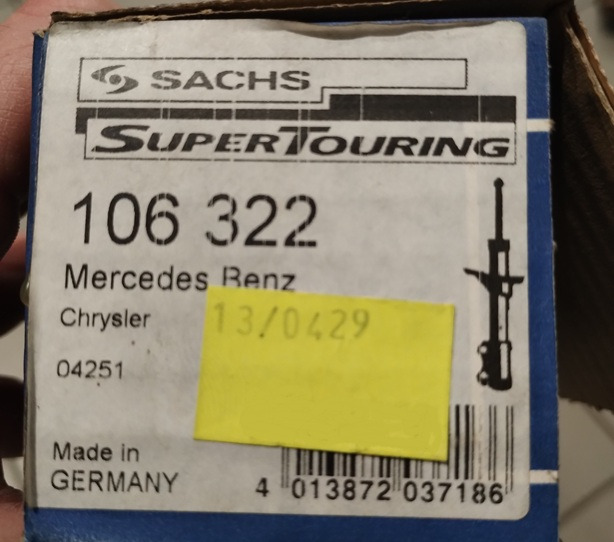 SACHS
SUPERTOURING
106 322
Mercedes Benz
Chrysler
13/0429
04251
Made in
GERMANY
4 013872 037186